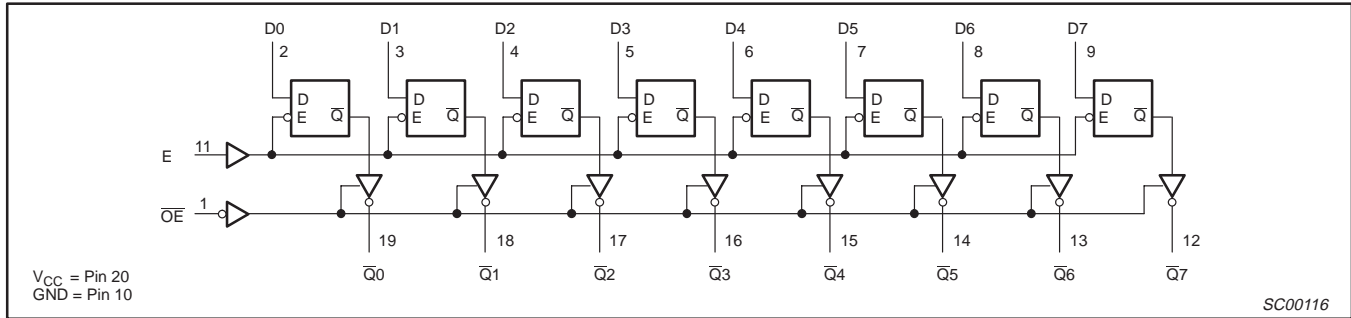 D0 D1 D2 D3 D4 D5 D6 D7
2 3 4 5 6 7 8 9
D D D D D D D D
E Q̅ E Q̅ E Q̅ E Q̅ E Q̅ E Q̅ E Q̅ E Q̅
E 11
O̅E̅ 1
19 18 17 16 15 14 13 12
Q̅0 Q̅1 Q̅2 Q̅3 Q̅4 Q̅5 Q̅6 Q̅7
VCC = Pin 20
GND = Pin 10
SC00116